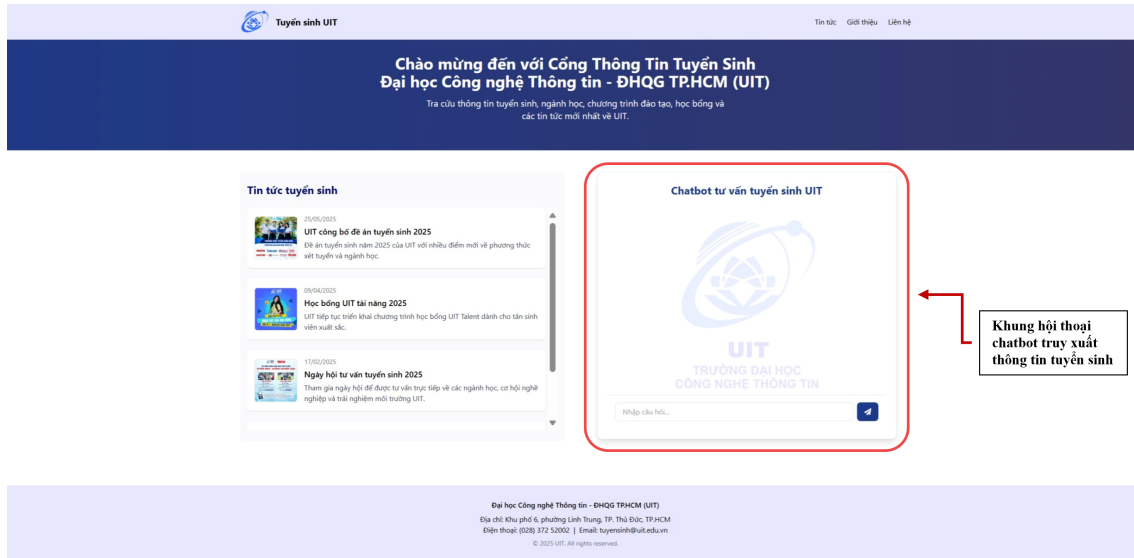 Tuyển sinh UIT
Tin tức Giới thiệu Liên hệ
Chào mừng đến với Cổng Thông Tin Tuyển Sinh
Đại học Công nghệ Thông tin - ĐHQG TP.HCM (UIT)
Tra cứu thông tin tuyển sinh, ngành học, chương trình đào tạo, học bổng và
các tin tức mới nhất về UIT.
Tin tức tuyển sinh
25/05/2025
UIT công bố đề án tuyển sinh 2025
Đề án tuyển sinh năm 2025 của UIT với nhiều điểm mới về phương thức
xét tuyển và ngành học.
09/04/2025
Học bổng UIT tài năng 2025
UIT tiếp tục triển khai chương trình học bổng UIT Talent dành cho tân sinh
viên xuất sắc.
17/02/2025
Ngày hội tư vấn tuyển sinh 2025
Tham gia ngày hội để được tư vấn trực tiếp về các ngành học, cơ hội nghề
nghiệp và trải nghiệm môi trường UIT.
Chatbot tư vấn tuyển sinh UIT
UIT
TRƯỜNG ĐẠI HỌC
CÔNG NGHỆ THÔNG TIN
Nhập câu hỏi...
Khung hội thoại
chatbot truy xuất
thông tin tuyển sinh
Đại học Công nghệ Thông tin - ĐHQG TP.HCM (UIT)
Địa chỉ: Khu phố 6, phường Linh Trung, TP. Thủ Đức, TP.HCM
Điện thoại: (028) 372 52002 | Email: tuyensinh@uit.edu.vn
© 2025 UIT. All rights reserved.